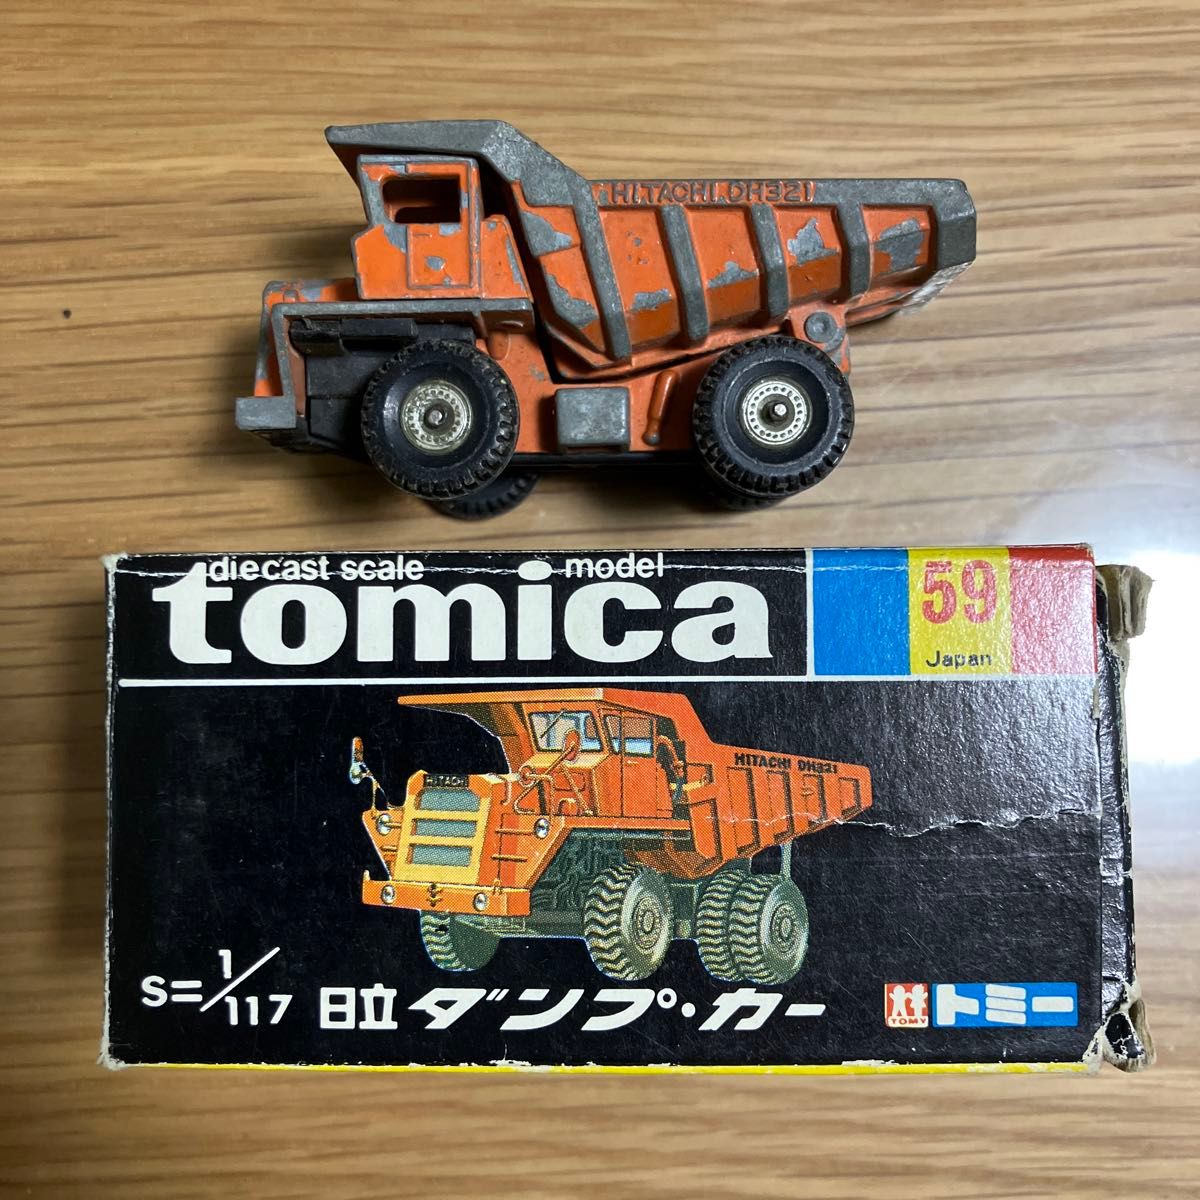 HITACHI DH321
diecast scale model
tomica
59
Japan
HITACHI
HITACHI DH321
S=1/117 日立ダンプ・カー
TOMY
トミー